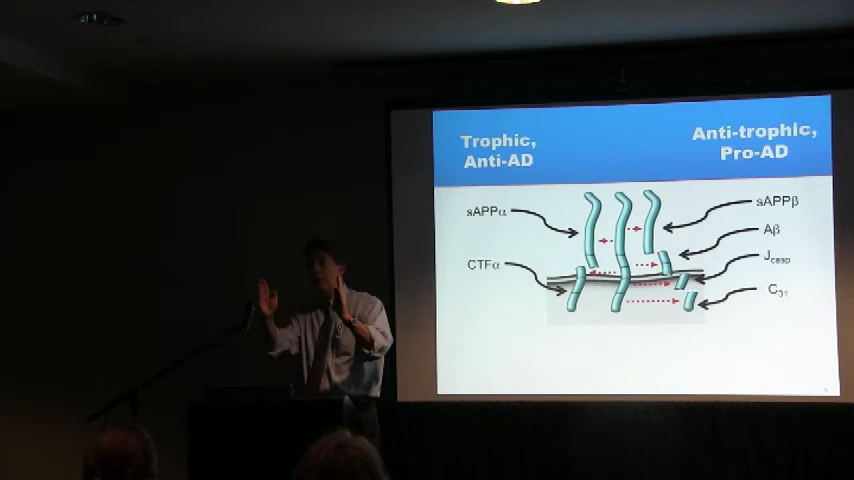 Trophic,
Anti-AD
Anti-trophic,
Pro-AD
sAPPα
CTFα
sAPPβ
Aβ
Jcasp
C31